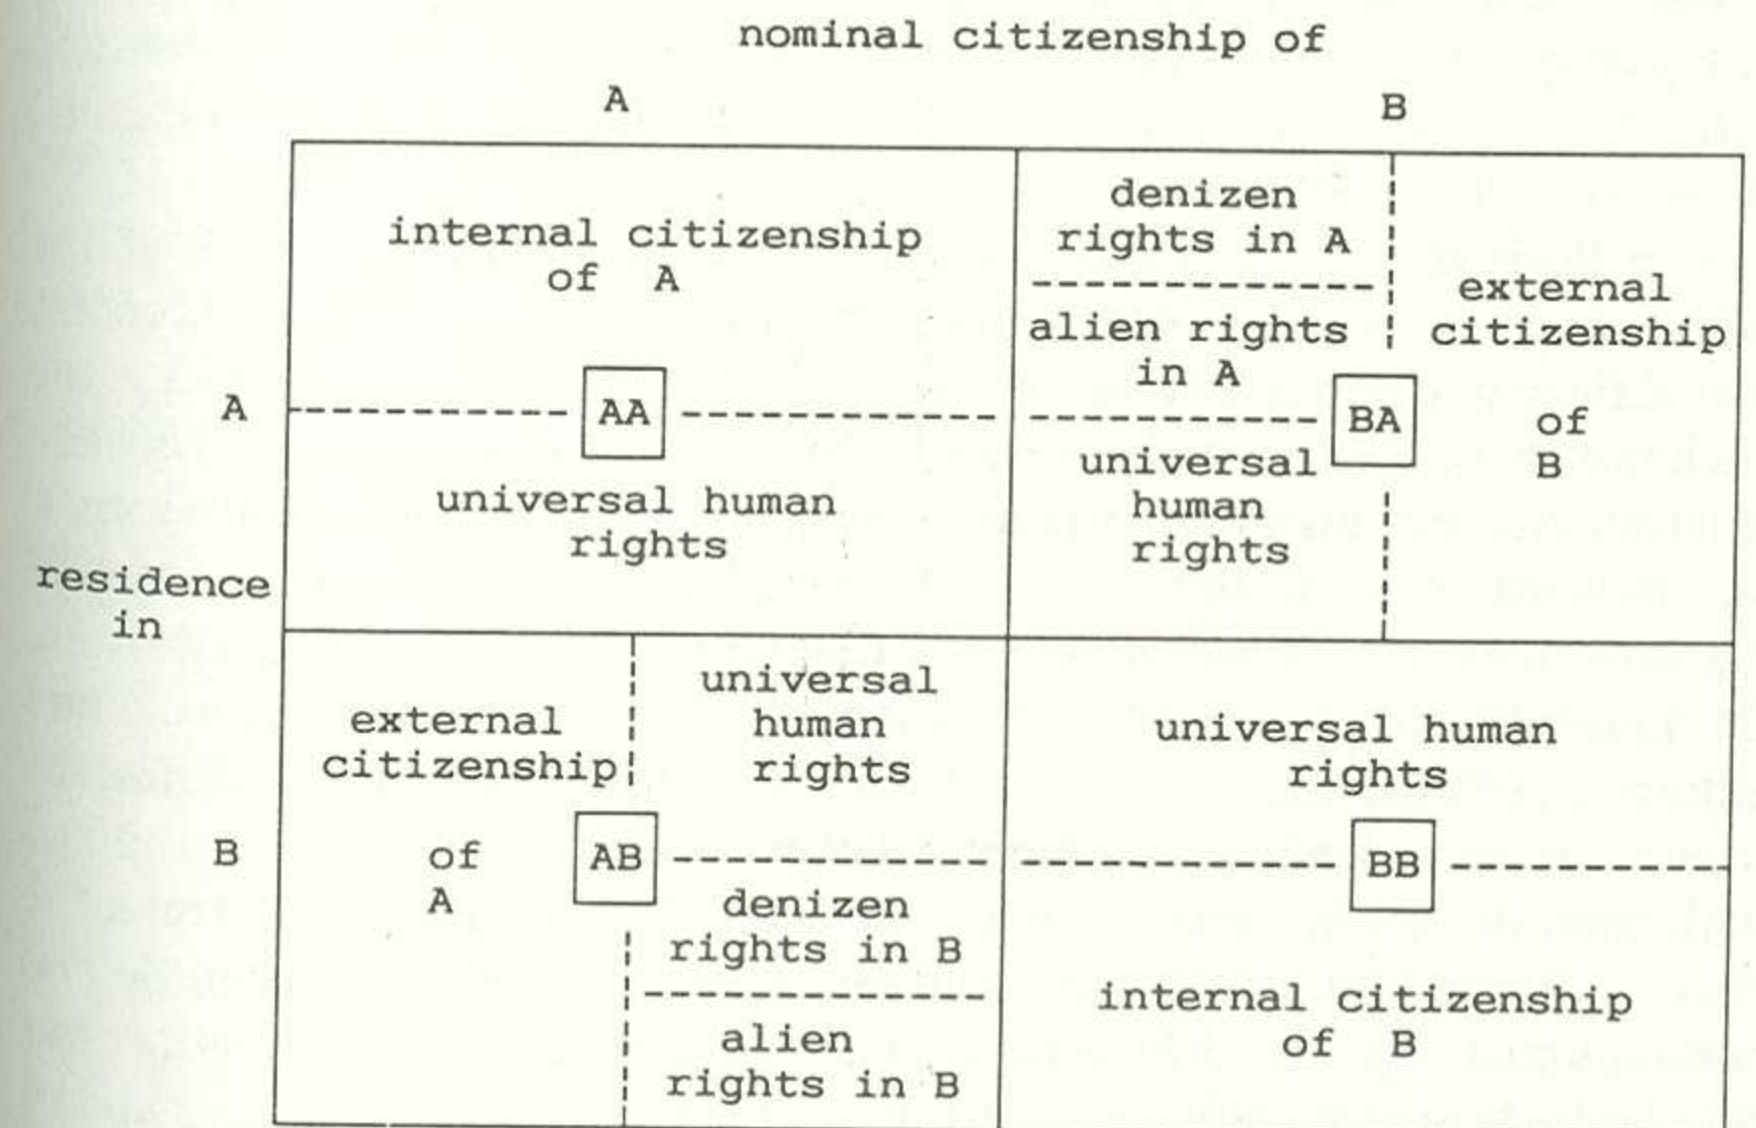 nominal citizenship of
A
B
internal citizenship
of A
denizen
rights in A
alien rights
in A
external
citizenship
of
B
A
AA
BA
universal human
rights
universal
human
rights
residence
in
external
citizenship
of
A
universal
human
rights
universal human
rights
B
AB
BB
denizen
rights in B
alien
rights in B
internal citizenship
of B